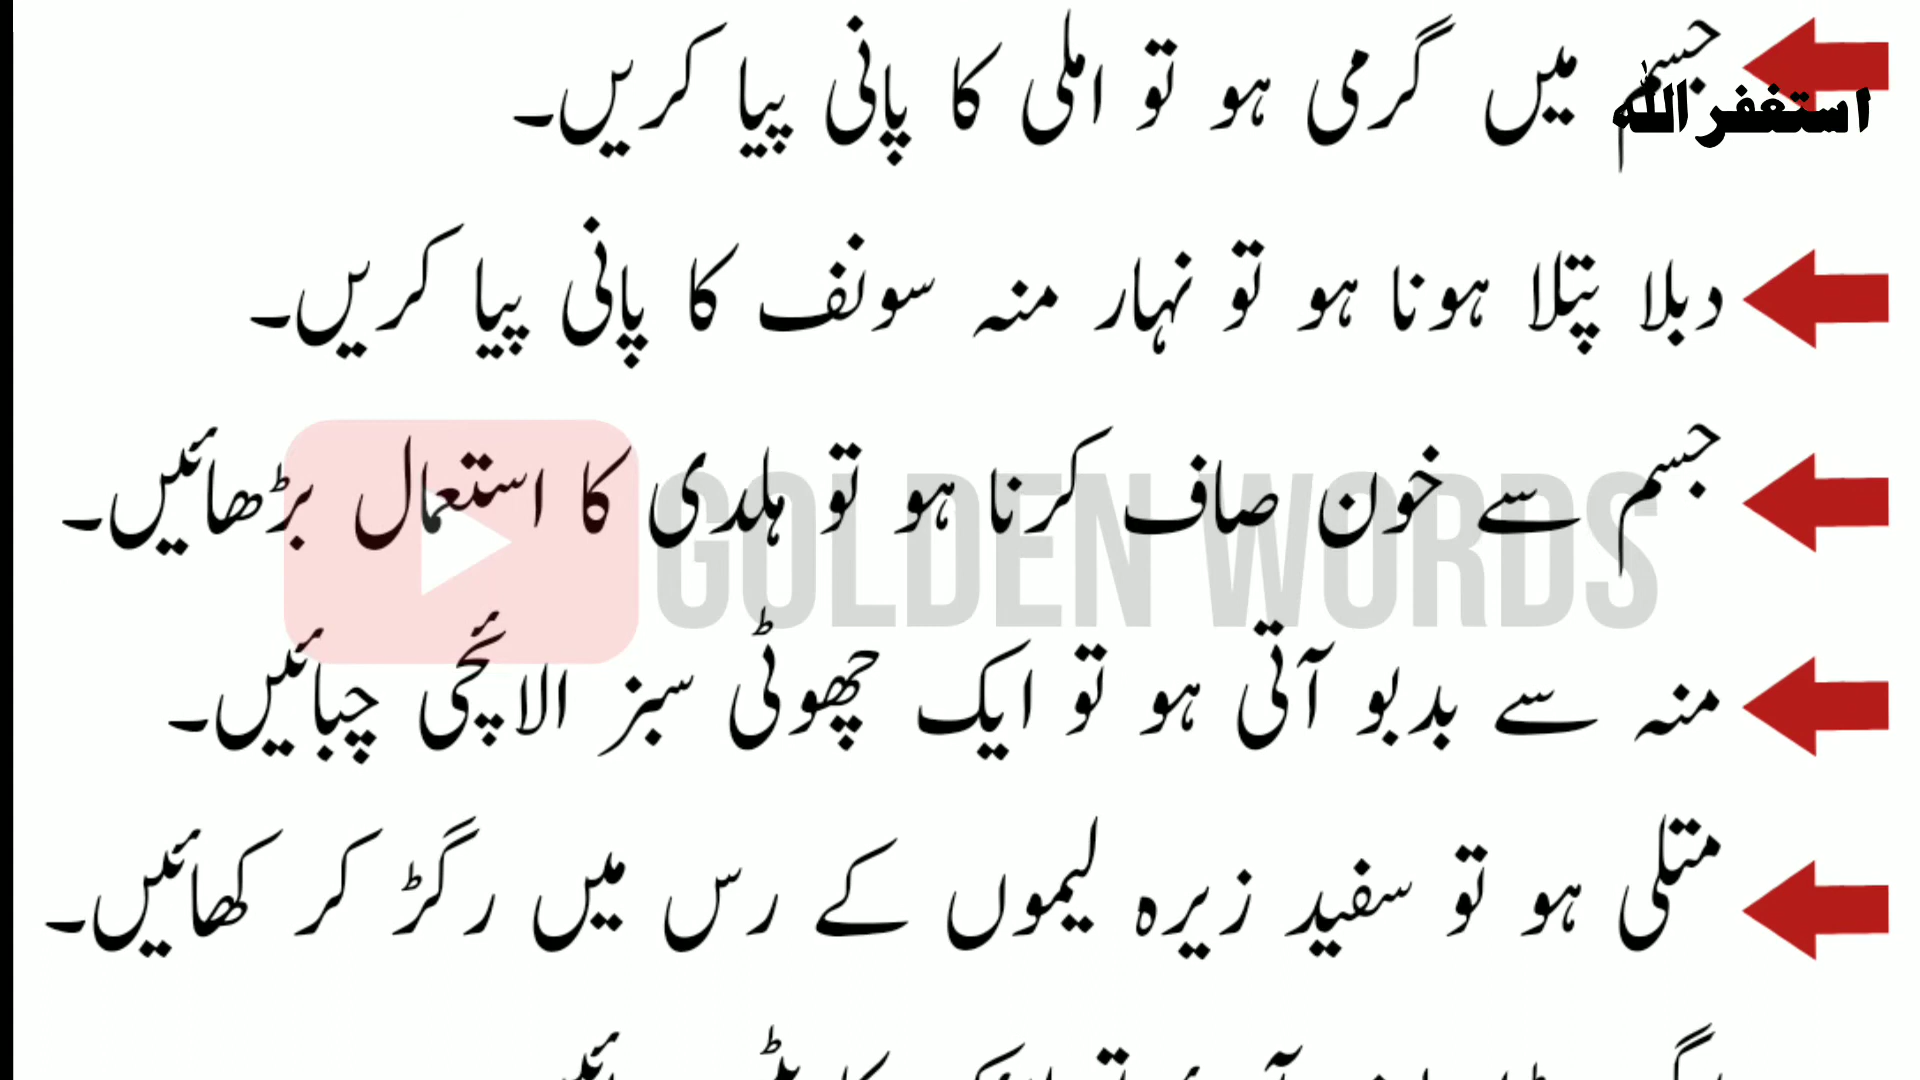 جسم میں گرمی ہو تو املی کا پانی پیا کریں۔
استغفراللہ
دبلا پتلا ہونا ہو تو نہار منہ سونف کا پانی پیا کریں۔
جسم سے خون صاف کرنا ہو تو ہلدی کا استعمال بڑھائیں۔
GOLDEN WORDS
منہ سے بدبو آتی ہو تو ایک چھوٹی سبز الائچی چبائیں۔
متلی ہو تو سفید زیرہ لیموں کے رس میں رگڑ کر کھائیں۔